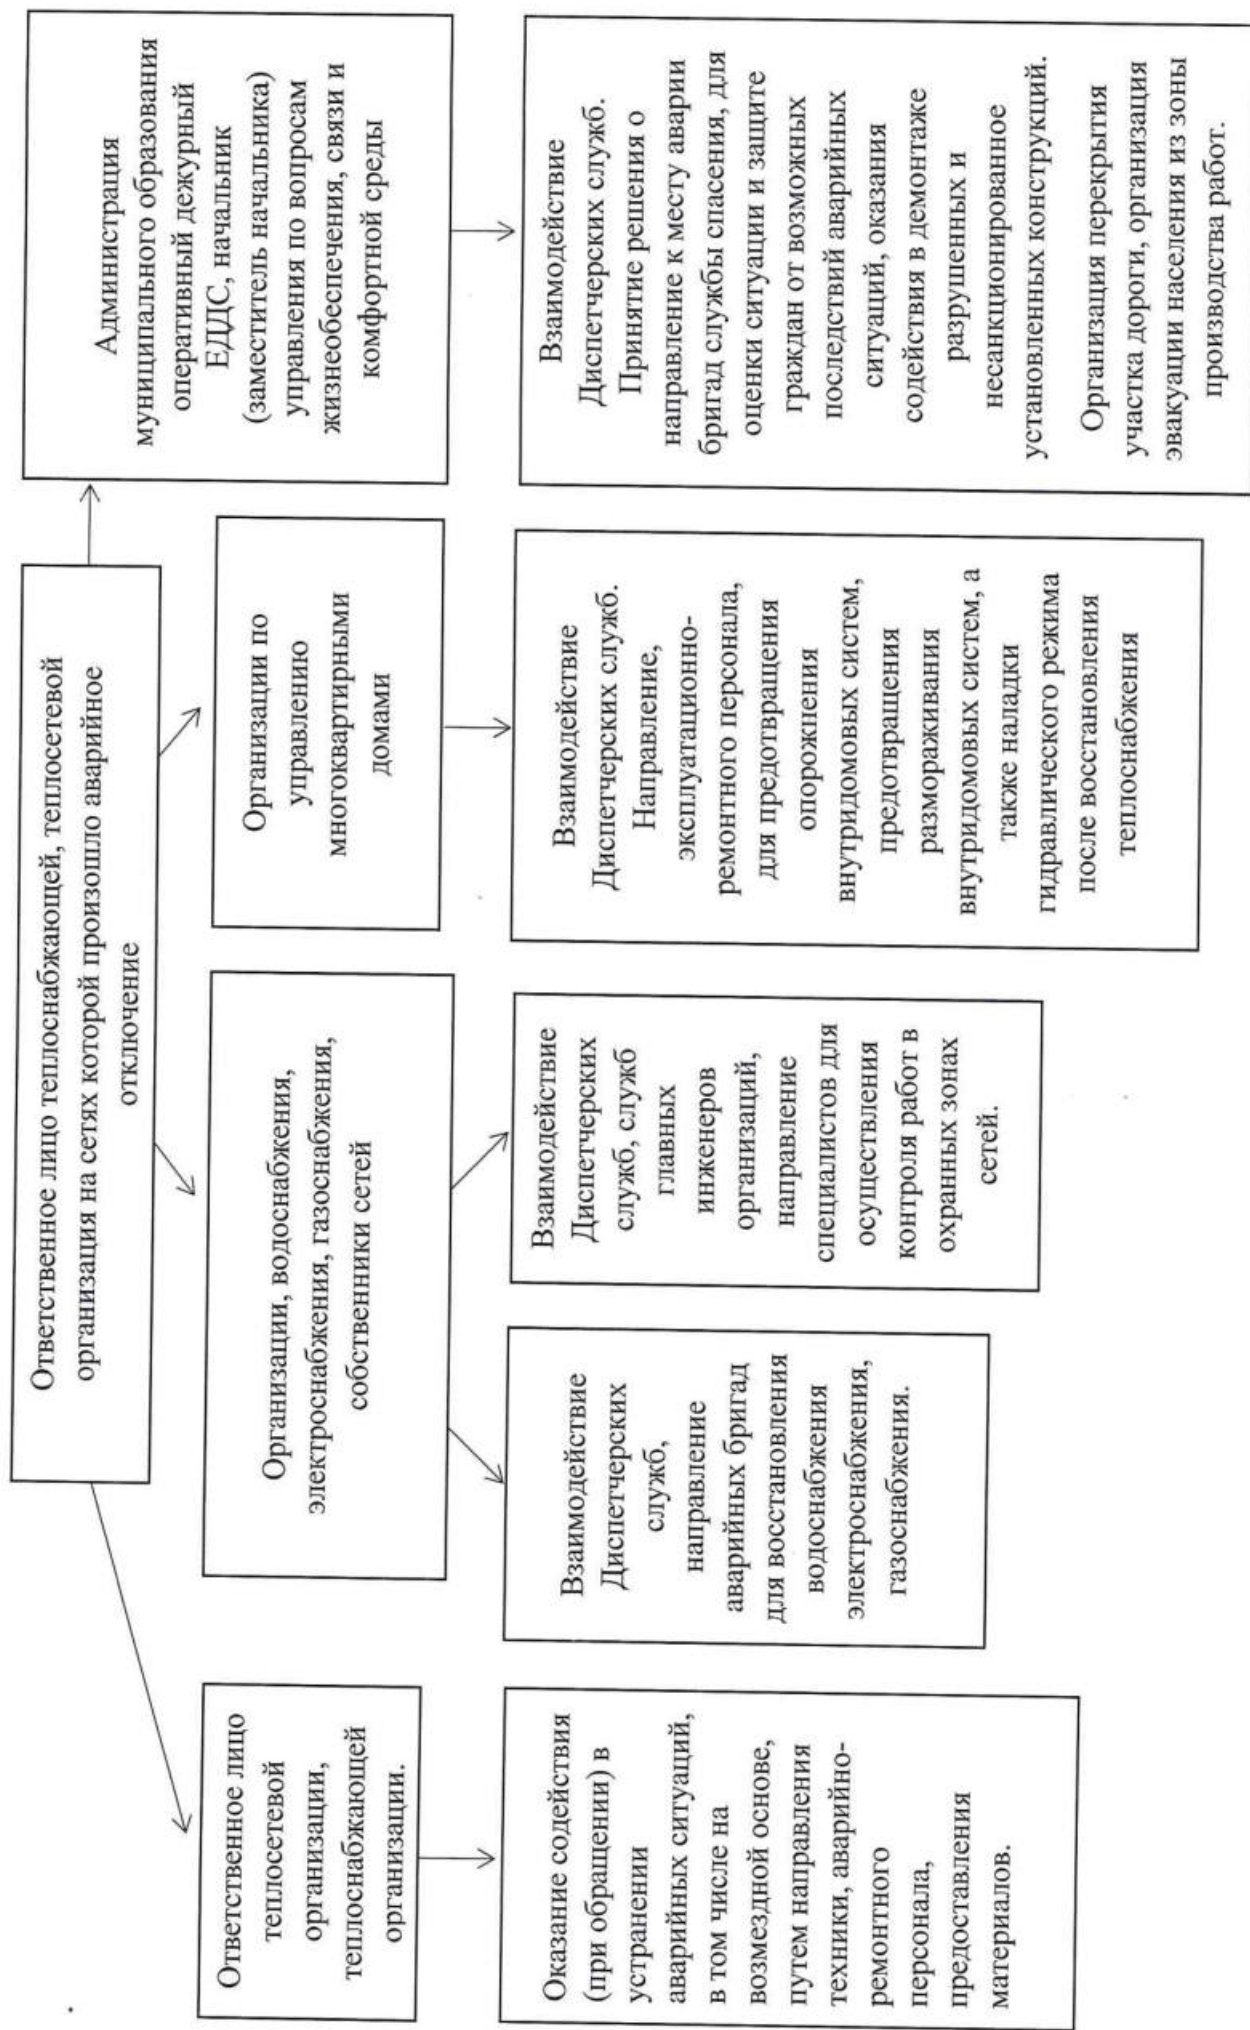 Ответственное лицо теплоснабжающей, теплосетевой
организация на сетях которой произошло аварийное
отключение
Ответственное лицо
теплосетевой
организации,
теплоснабжающей
организации.
Организации, водоснабжения,
электроснабжения, газоснабжения,
собственники сетей
Организации по
управлению
многоквартирными
домами
Администрация
муниципального образования
оперативный дежурный
ЕДДС, начальник
(заместитель начальника)
управления по вопросам
жизнеобеспечения, связи и
комфортной среды
Оказание содействия
(при обращении) в
устранении
аварийных ситуаций,
в том числе на
возмездной основе,
путем направления
техники, аварийно-
ремонтного
персонала,
предоставления
материалов.
Взаимодействие
Диспетчерских
служб,
направление
аварийных бригад
для восстановления
водоснабжения
электроснабжения,
газоснабжения.
Взаимодействие
Диспетчерских
служб, служб
главных
инженеров
организаций,
направление
специалистов для
осуществления
контроля работ в
охранных зонах
сетей.
Взаимодействие
Диспетчерских служб.
Направление,
эксплуатационно-
ремонтного персонала,
для предотвращения
опорожнения
внутридомовых систем,
предотвращения
размораживания
внутридомовых систем, а
также наладки
гидравлического режима
после восстановления
теплоснабжения
Взаимодействие
Диспетчерских служб.
Принятие решения о
направление к месту аварии
бригад службы спасения, для
оценки ситуации и защите
граждан от возможных
последствий аварийных
ситуаций, оказания
содействия в демонтаже
разрушенных и
несанкционированное
установленных конструкций.
Организация перекрытия
участка дороги, организация
эвакуации населения из зоны
производства работ.